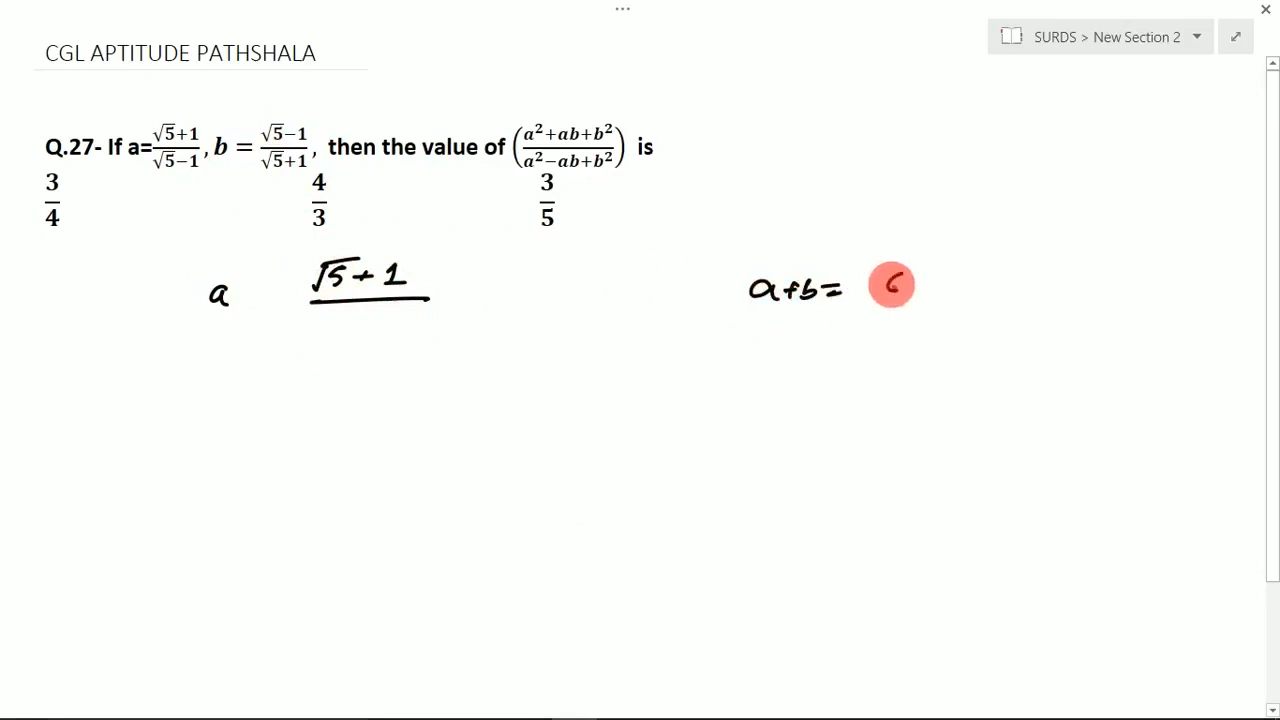 ...
SURDS > New Section 2
CGL APTITUDE PATHSHALA
Q.27- If a=√5+1/√5−1, b = √5−1/√5+1, then the value of (a²+ab+b²/a²−ab+b²) is
3/4 4/3 3/5
a √5+1 a+b=